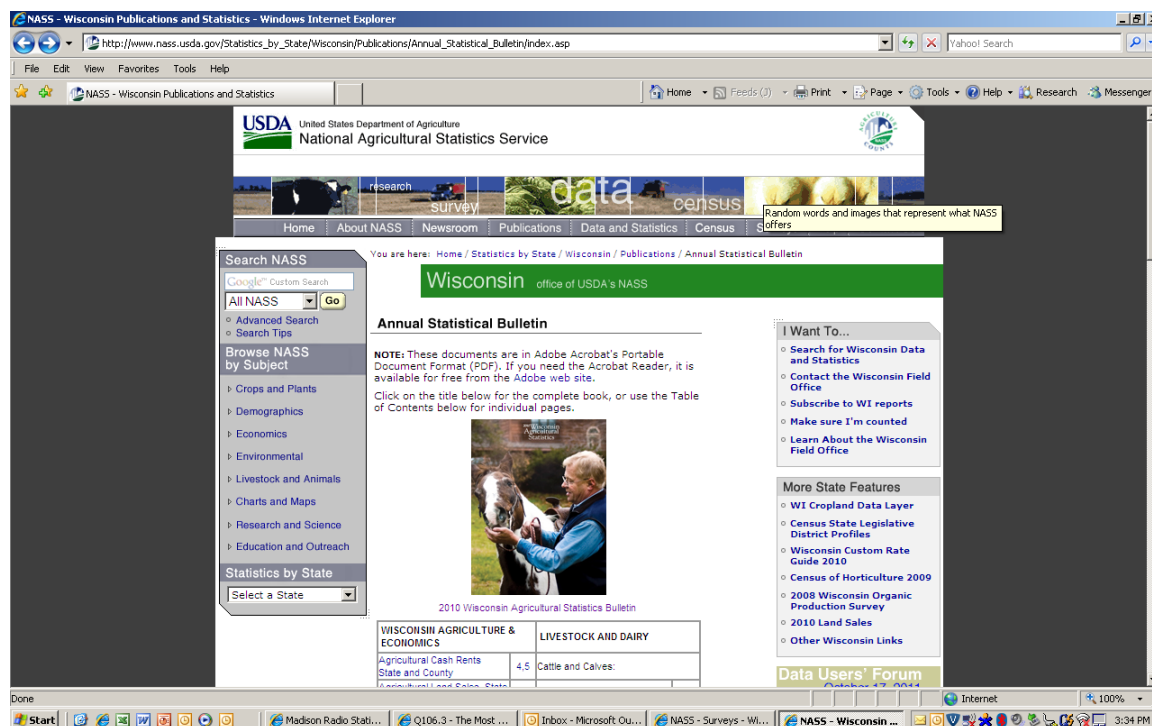 NASS - Wisconsin Publications and Statistics - Windows Internet Explorer
http://www.nass.usda.gov/Statistics_by_State/Wisconsin/Publications/Annual_Statistical_Bulletin/index.asp
Yahoo! Search
File Edit View Favorites Tools Help
NASS - Wisconsin Publications and Statistics
Home Feeds (J) Print Page Tools Help Research Messenger
USDA United States Department of Agriculture
National Agricultural Statistics Service
AGRICULTURE COUNTS
research survey data census
Random words and images that represent what NASS
offers
Home About NASS Newsroom Publications Data and Statistics Census
You are here: Home / Statistics by State / Wisconsin / Publications / Annual Statistical Bulletin
Wisconsin office of USDA's NASS
Search NASS
Google™ Custom Search
All NASS Go
Advanced Search
Search Tips
Browse NASS
by Subject
Crops and Plants
Demographics
Economics
Environmental
Livestock and Animals
Charts and Maps
Research and Science
Education and Outreach
Statistics by State
Select a State
Annual Statistical Bulletin
NOTE: These documents are in Adobe Acrobat's Portable
Document Format (PDF). If you need the Acrobat Reader, it is
available for free from the Adobe web site.
Click on the title below for the complete book, or use the Table
of Contents below for individual pages.
Wisconsin
Agricultural
Statistics
2010 Wisconsin Agricultural Statistics Bulletin
WISCONSIN AGRICULTURE &
ECONOMICS
LIVESTOCK AND DAIRY
Agricultural Cash Rents
State and County
4,5
Cattle and Calves:
Agricultural Land Sales, State
I Want To...
Search for Wisconsin Data
and Statistics
Contact the Wisconsin Field
Office
Subscribe to WI reports
Make sure I'm counted
Learn About the Wisconsin
Field Office
More State Features
WI Cropland Data Layer
Census State Legislative
District Profiles
Wisconsin Custom Rate
Guide 2010
Census of Horticulture 2009
2008 Wisconsin Organic
Production Survey
2010 Land Sales
Other Wisconsin Links
Data Users' Forum
October 17, 2011
Done Internet 100%
Start Madison Radio Stati... Q106.3 - The Most ... Inbox - Microsoft Ou... NASS - Surveys - Wi... NASS - Wisconsin ... 3:34 PM